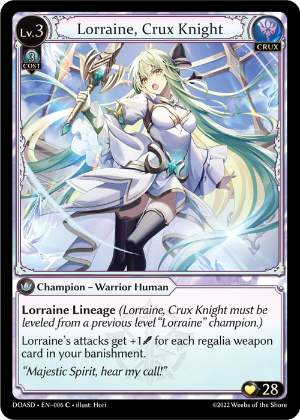 Lv.3
Lorraine, Crux Knight
CRUX
3
COST
Champion – Warrior Human
Lorraine Lineage (Lorraine, Crux Knight must be
leveled from a previous level “Lorraine” champion.)
Lorraine's attacks get +1 for each regalia weapon
card in your banishment.
“Majestic Spirit, hear my call!”
28
DOASD • EN-006 C • illust: Hori
©2022 Weebs of the Shore